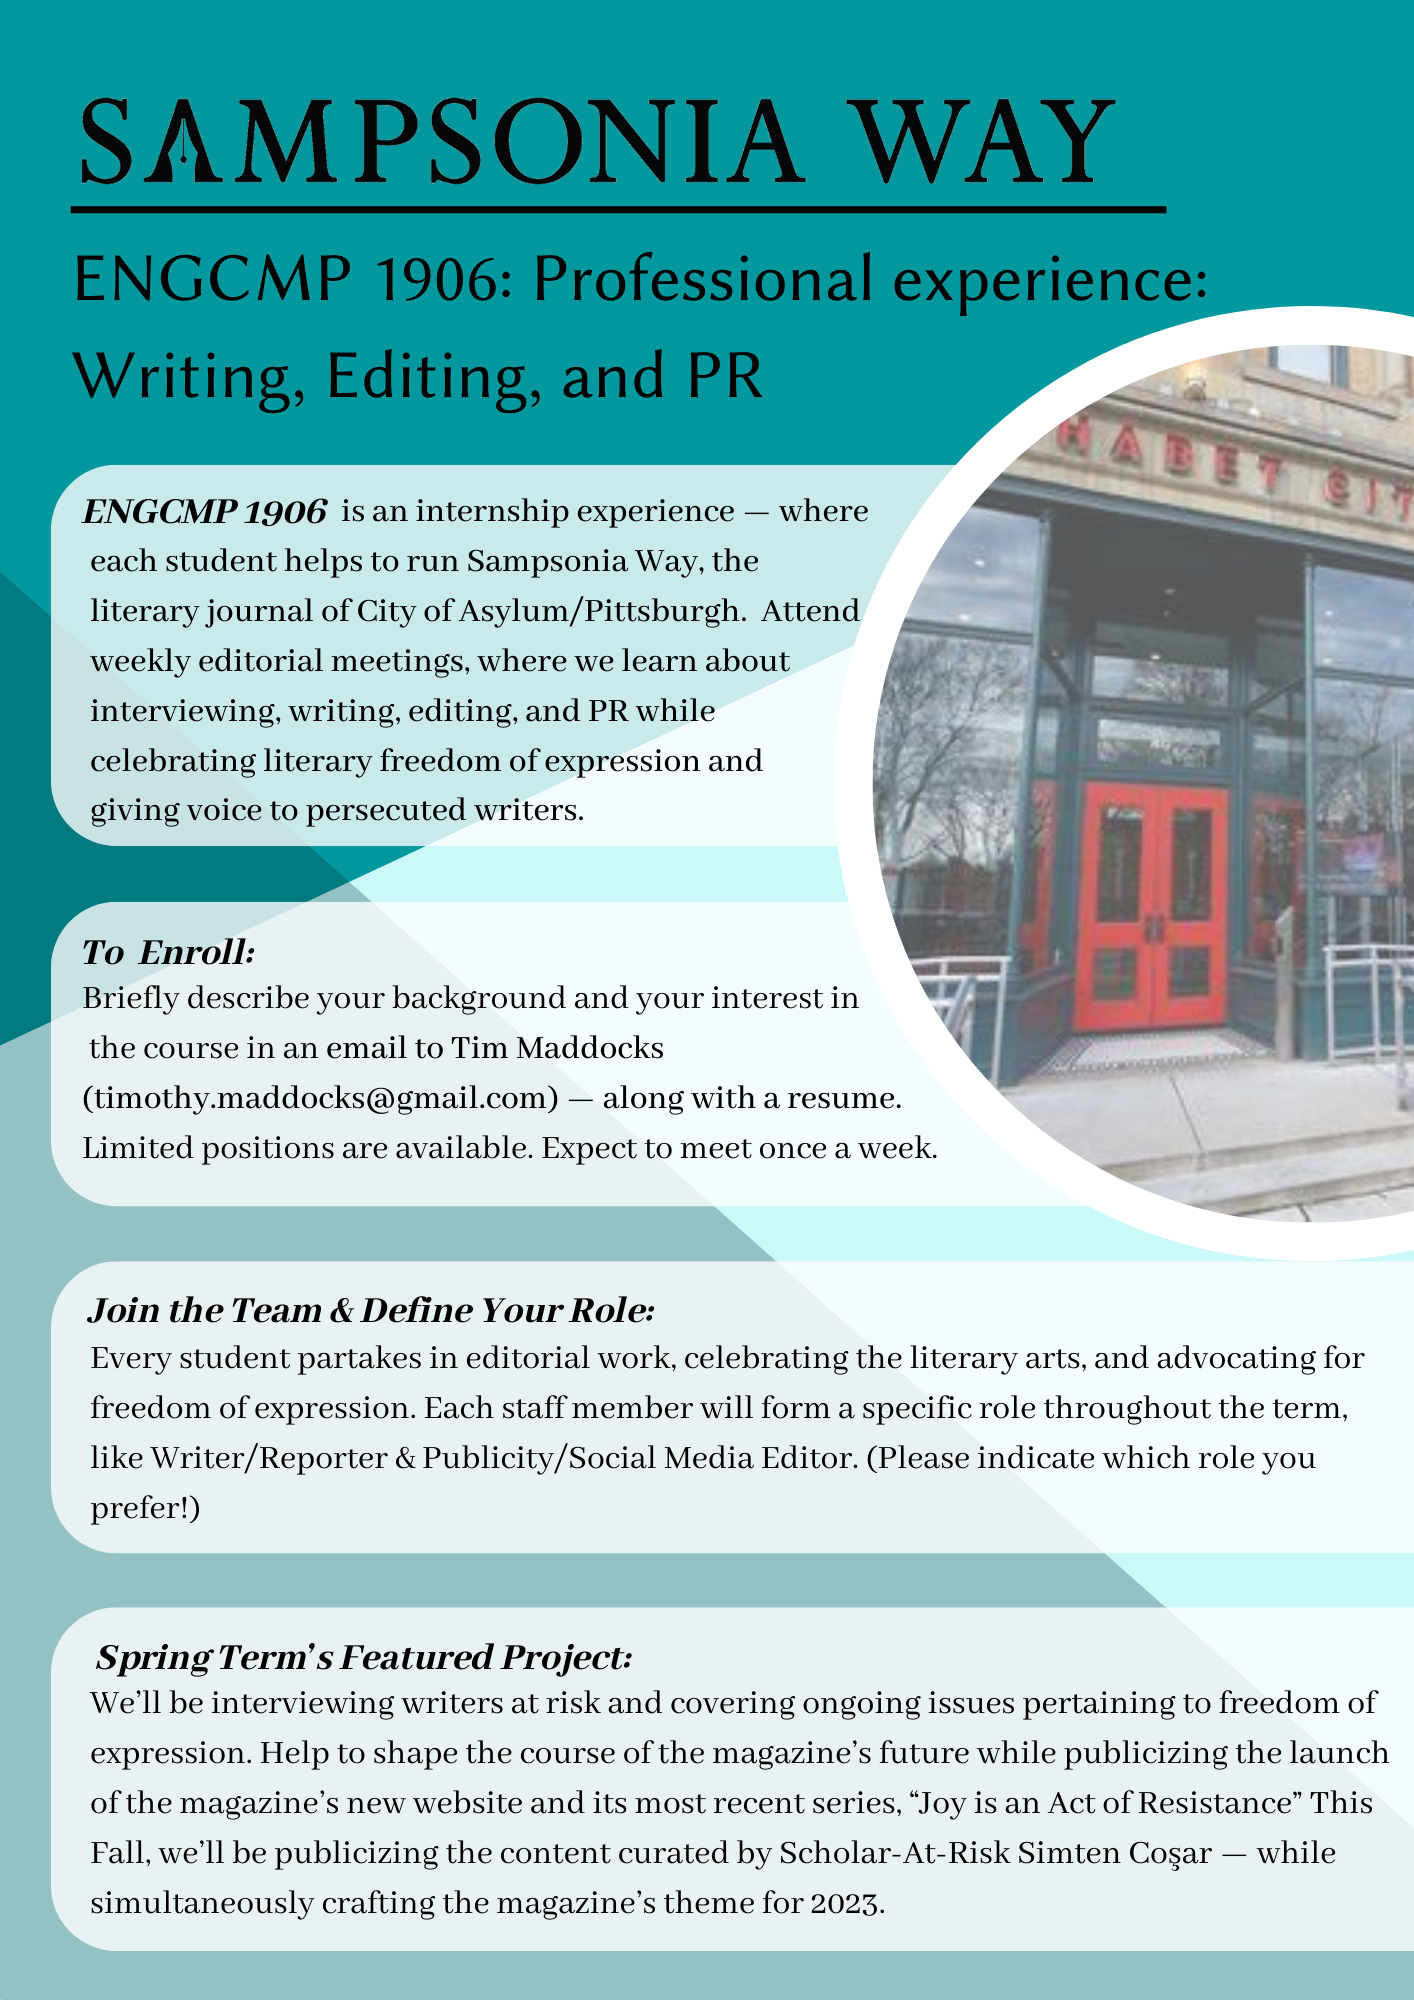 SAMPSONIA WAY
ENGCMP 1906: Professional experience:
Writing, Editing, and PR
HABET CIT
ENGCMP 1906 is an internship experience — where
each student helps to run Sampsonia Way, the
literary journal of City of Asylum/Pittsburgh. Attend
weekly editorial meetings, where we learn about
interviewing, writing, editing, and PR while
celebrating literary freedom of expression and
giving voice to persecuted writers.
To Enroll:
Briefly describe your background and your interest in
the course in an email to Tim Maddocks
(timothy.maddocks@gmail.com) — along with a resume.
Limited positions are available. Expect to meet once a week.
Join the Team & Define Your Role:
Every student partakes in editorial work, celebrating the literary arts, and advocating for
freedom of expression. Each staff member will form a specific role throughout the term,
like Writer/Reporter & Publicity/Social Media Editor. (Please indicate which role you
prefer!)
Spring Term’s Featured Project:
We’ll be interviewing writers at risk and covering ongoing issues pertaining to freedom of
expression. Help to shape the course of the magazine’s future while publicizing the launch
of the magazine’s new website and its most recent series, “Joy is an Act of Resistance” This
Fall, we’ll be publicizing the content curated by Scholar-At-Risk Simten Coşar — while
simultaneously crafting the magazine’s theme for 2023.